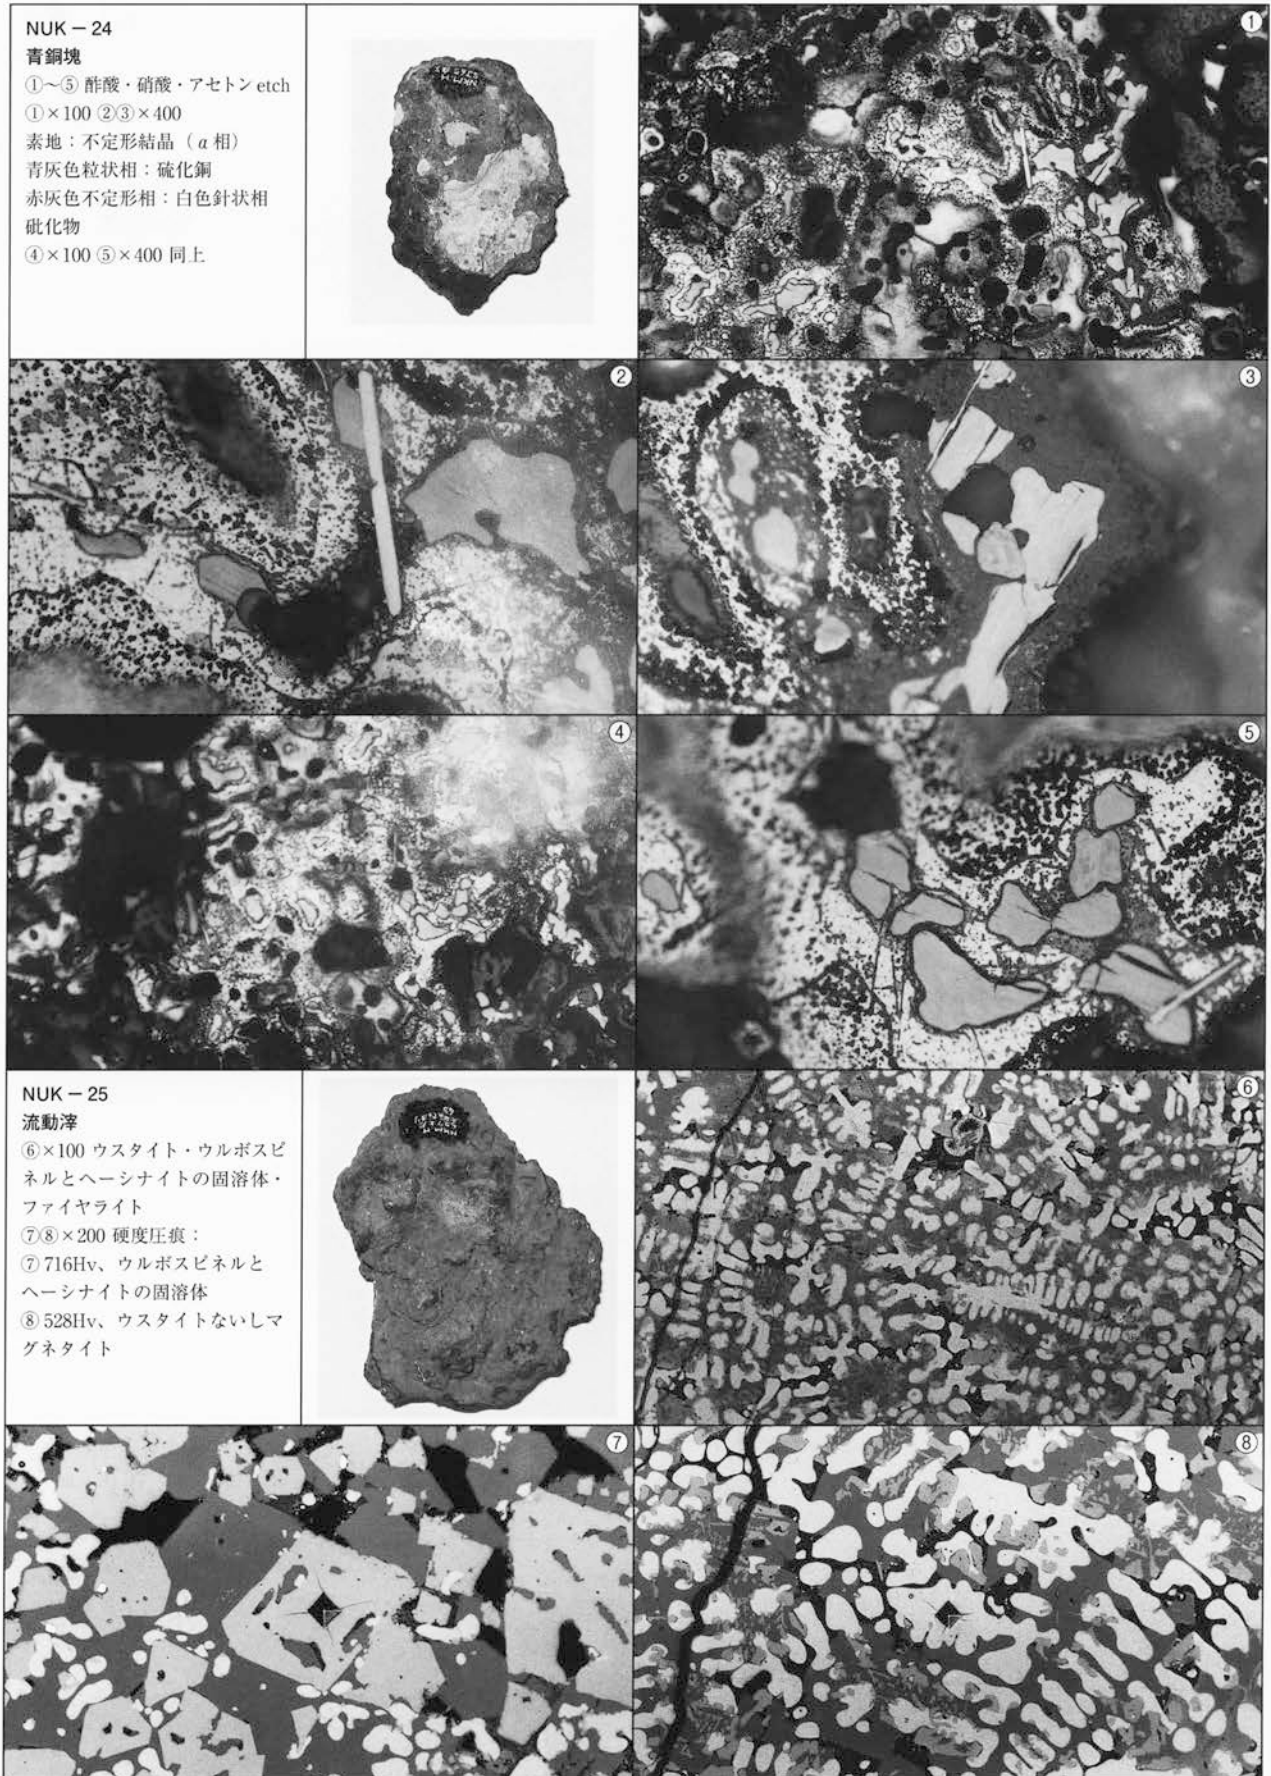 NUK − 24
青銅塊
①～⑤ 酢酸・硝酸・アセトン etch
①×100 ②③×400
素地：不定形結晶（α相）
青灰色粒状相：硫化銅
赤灰色不定形相：白色針状相
砒化物
④×100 ⑤×400 同上
①
②
③
④
⑤
NUK − 25
流動滓
⑥×100 ウスタイト・ウルボスピ
ネルとヘーシナイトの固溶体・
ファイヤライト
⑦⑧×200 硬度圧痕：
⑦ 716Hv、ウルボスピネルと
ヘーシナイトの固溶体
⑧ 528Hv、ウスタイトないしマ
グネタイト
⑥
⑦
⑧